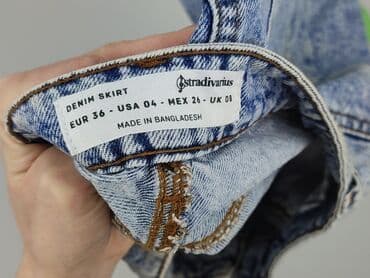 DENIM SKIRT
stradivarius
EUR 36 - USA 04 - MEX 26 - UK 08
MADE IN BANGLADESH